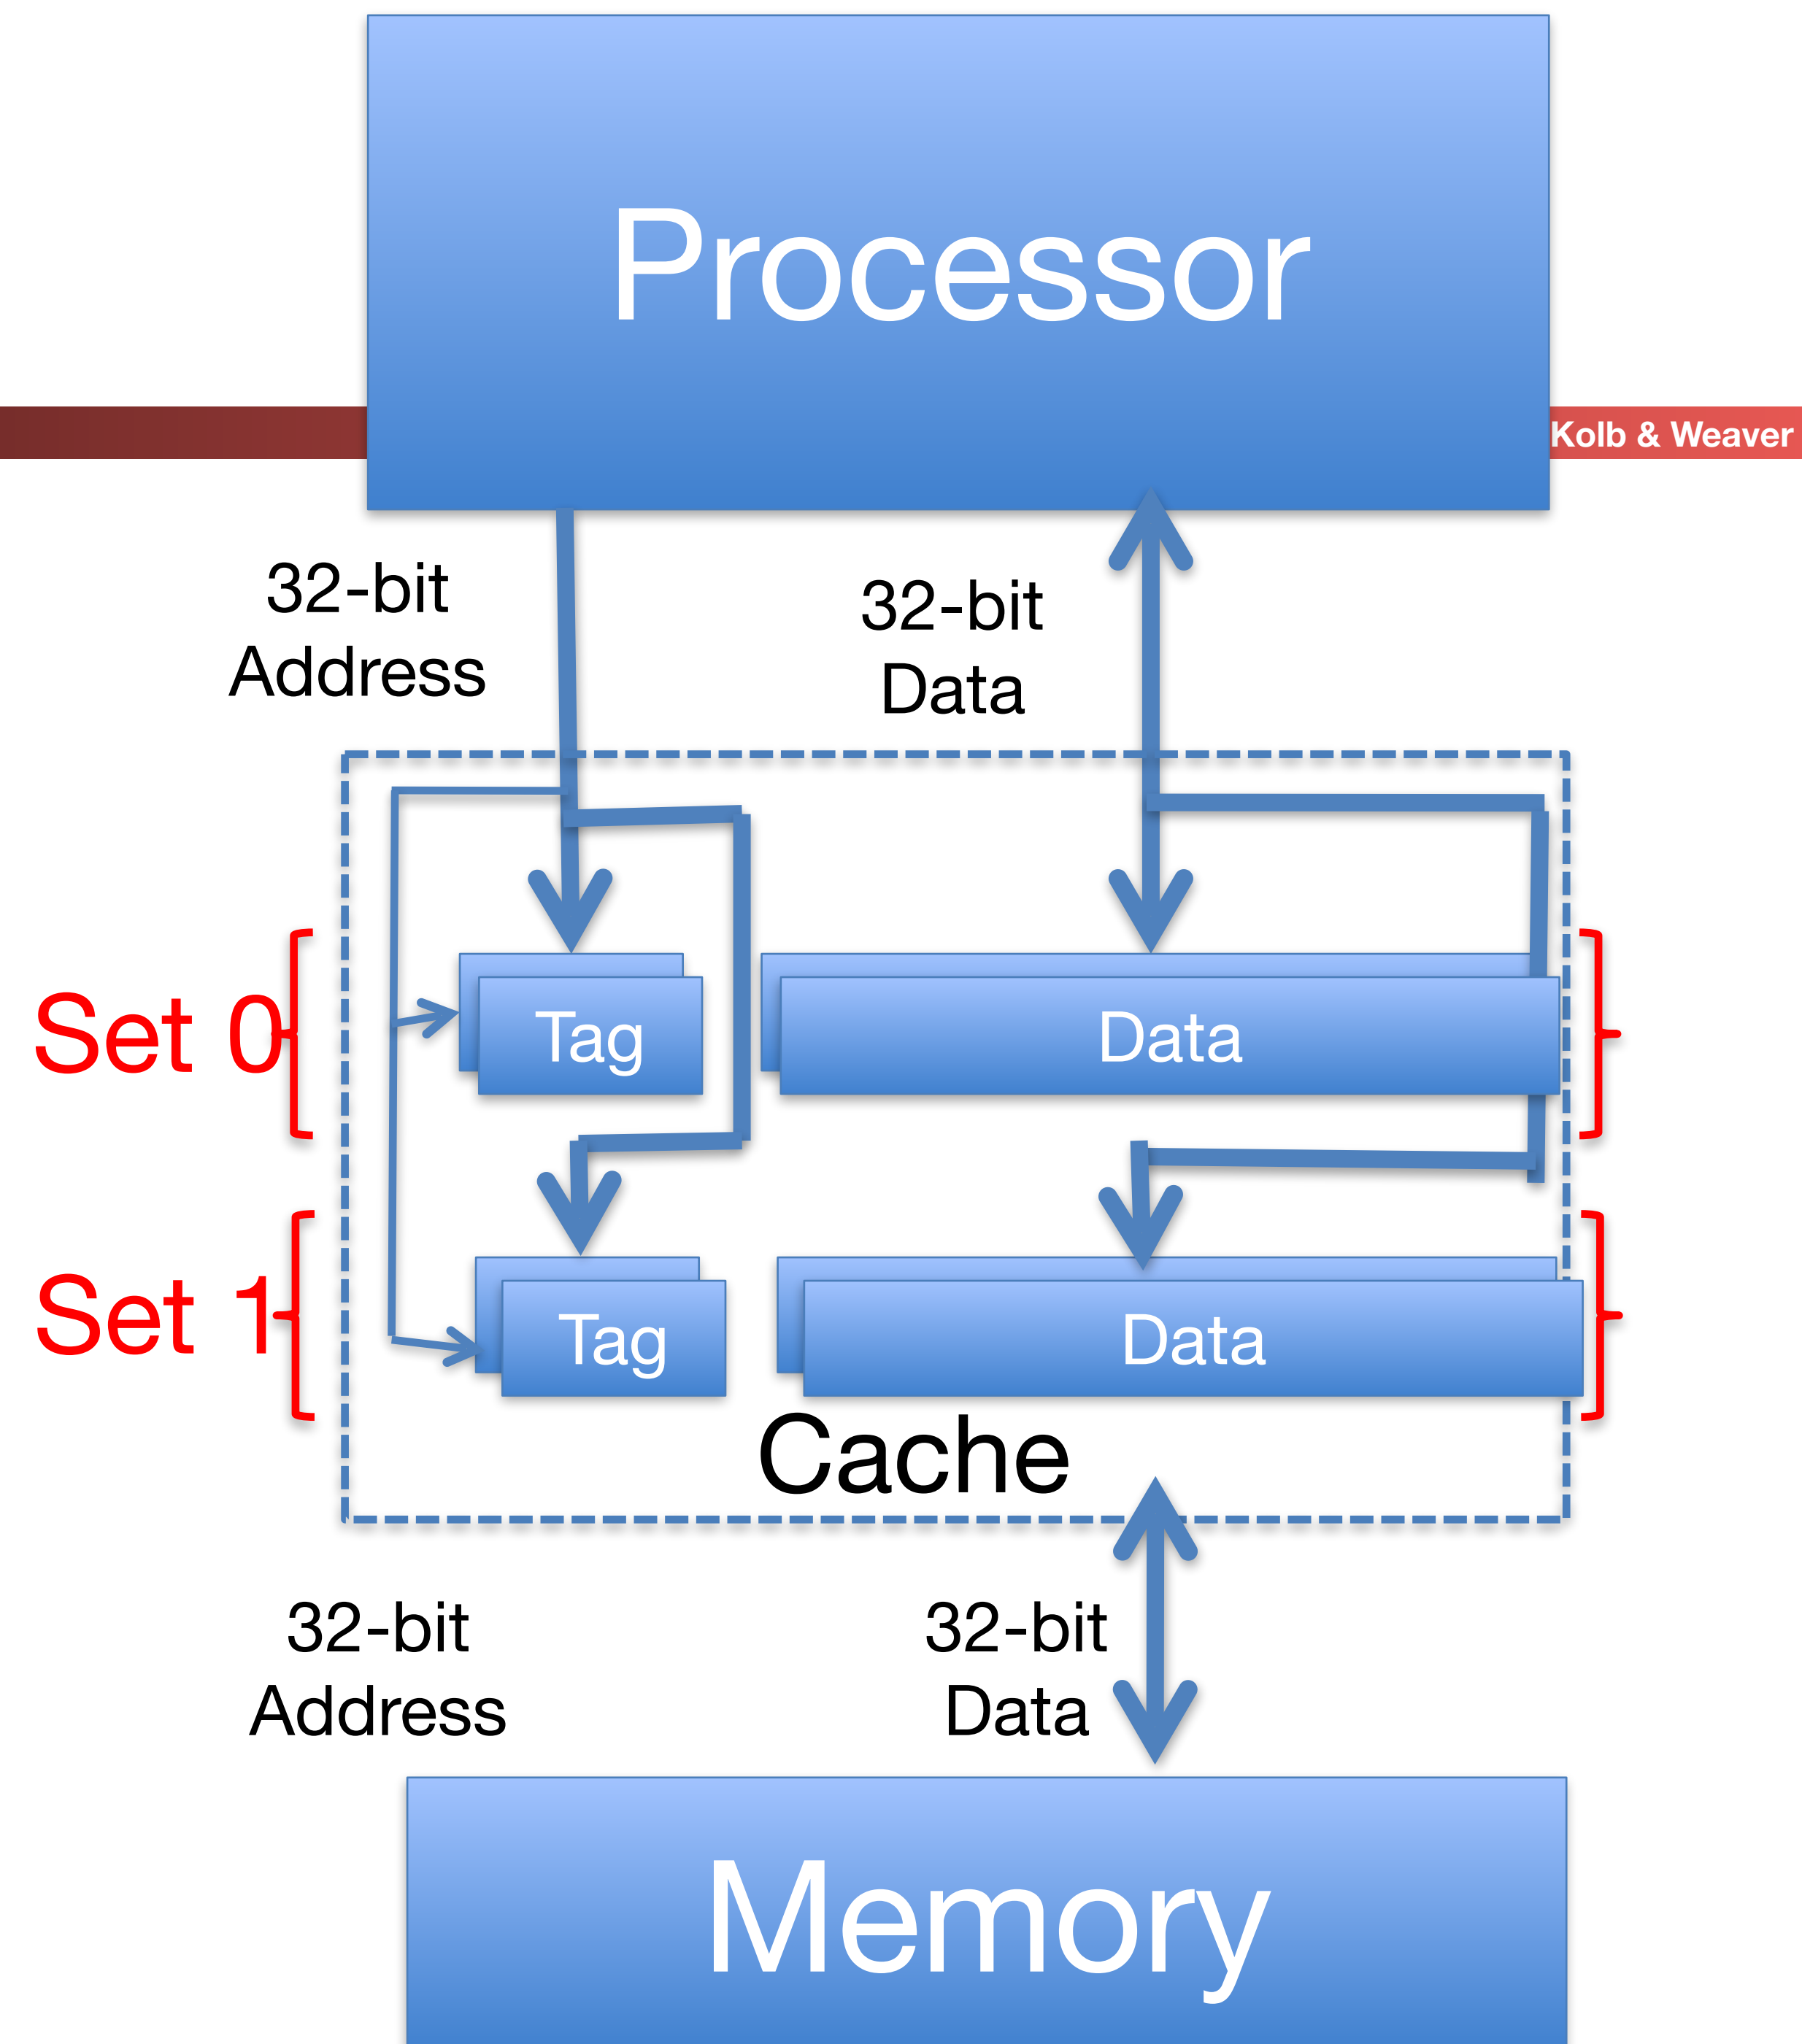 Processor
Kolb & Weaver
32-bit
Address
32-bit
Data
Set 0
Tag
Data
Set 1
Tag
Data
Cache
32-bit
Address
32-bit
Data
Memory